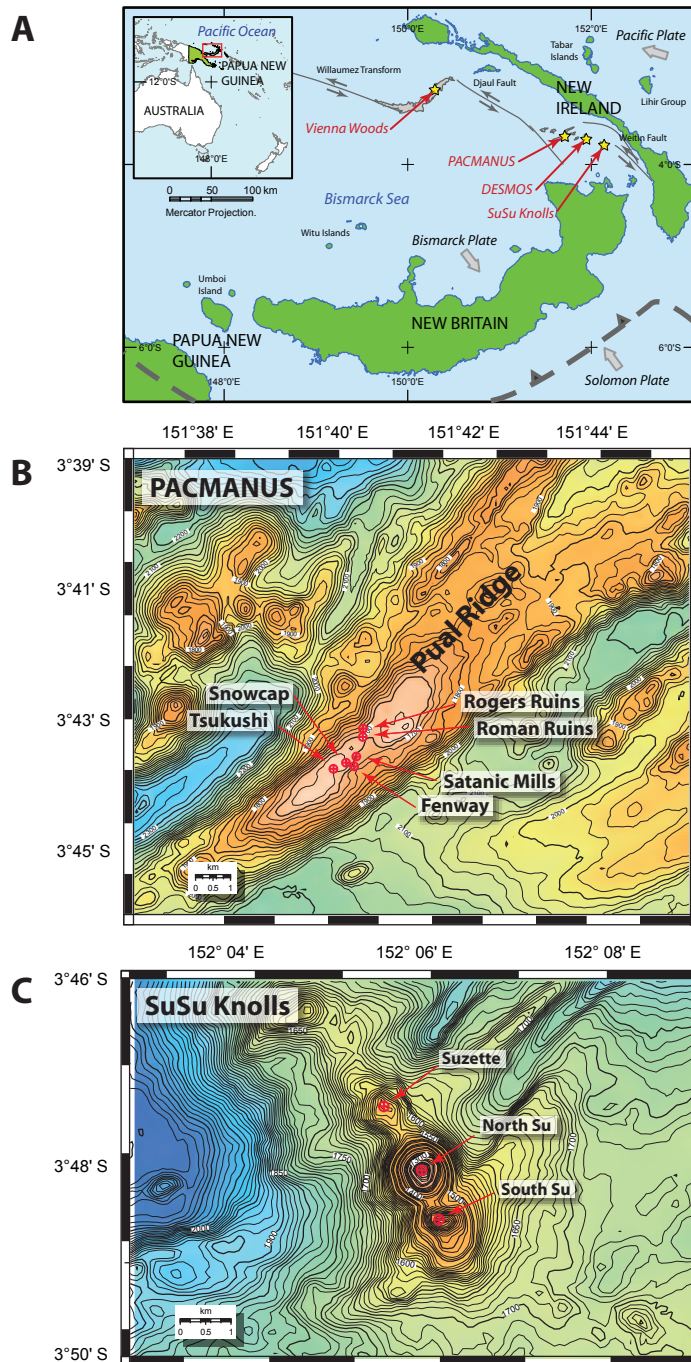 A
Pacific Ocean
PAPUA NEW
GUINEA
12°0'S
AUSTRALIA
148°0'E
0 50 100 km
Mercator Projection.
150°0'E
152°0'E
Pacific Plate
Tabar
Islands
Willaumez Transform
Djaul Fault
NEW
IRELAND
Lihir Group
Vienna Woods
Weitin Fault
PACMANUS
4°0'S
DESMOS
SuSu Knolls
Bismarck Sea
Witu Islands
Bismarck Plate
Umboi
Island
NEW BRITAIN
PAPUA NEW
GUINEA
6°0'S
6°0'S
148°0'E
150°0'E
152°0'E
Solomon Plate
B
151°38' E
151°40' E
151°42' E
151°44' E
3°39' S
PACMANUS
3°41' S
Pual Ridge
3°43' S
Snowcap
Tsukushi
Rogers Ruins
Roman Ruins
Satanic Mills
Fenway
3°45' S
km
0 0.5 1
C
152°04' E
152°06' E
152°08' E
3°46' S
SuSu Knolls
Suzette
North Su
3°48' S
South Su
km
0 0.5 1
3°50' S